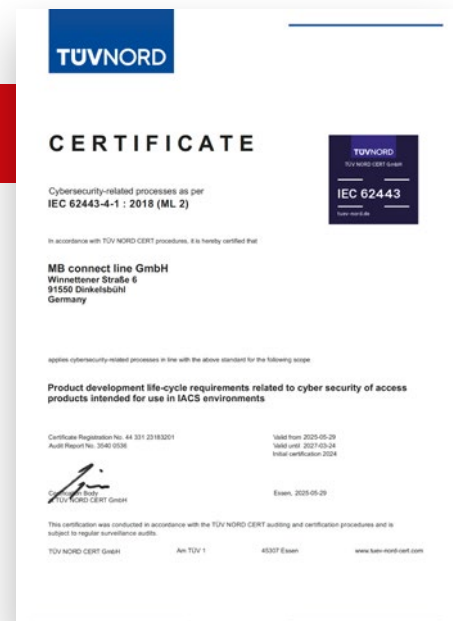 TÜVNORD
CERTIFICATE
TÜVNORD
TÜV NORD CERT GmbH
IEC 62443
tuev-nord.de
Cybersecurity-related processes as per
IEC 62443-4-1 : 2018 (ML 2)
In accordance with TÜV NORD CERT procedures, it is hereby certified that
MB connect line GmbH
Winnettener Straße 6
91550 Dinkelsbühl
Germany
applies cybersecurity-related processes in line with the above standard for the following scope
Product development life-cycle requirements related to cyber security of access
products intended for use in IACS environments
Certificate Registration No. 44 331 23183201
Audit Report No. 3540 0536
Valid from 2025-05-29
Valid until 2027-03-24
Initial certification 2024
Certification Body
TÜV NORD CERT GmbH
Essen, 2025-05-29
This certification was conducted in accordance with the TÜV NORD CERT auditing and certification procedures and is
subject to regular surveillance audits.
TÜV NORD CERT GmbH Am TÜV 1 45307 Essen www.tuev-nord-cert.com